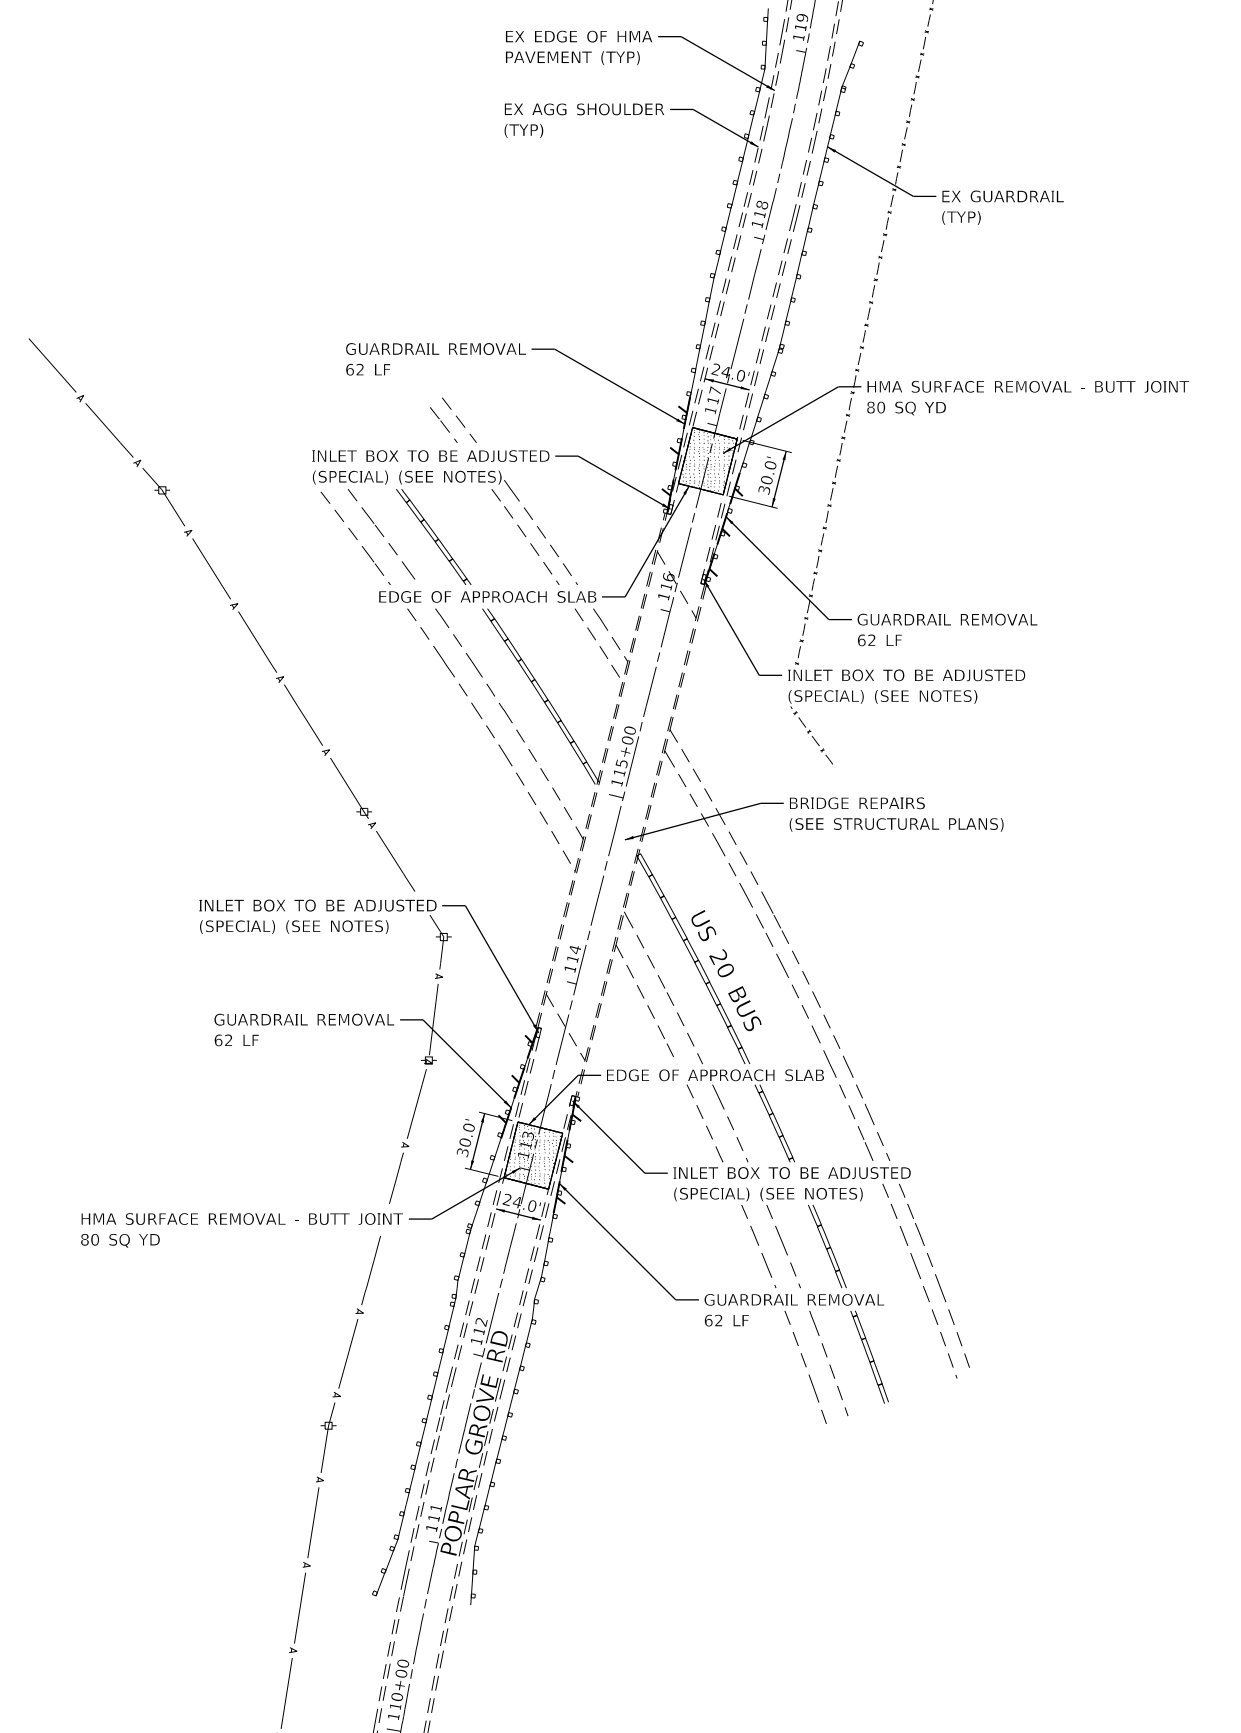 119
EX EDGE OF HMA
PAVEMENT (TYP)
EX AGG SHOULDER
(TYP)
EX GUARDRAIL
(TYP)
118
GUARDRAIL REMOVAL
62 LF
24.0'
HMA SURFACE REMOVAL - BUTT JOINT
80 SQ YD
117
INLET BOX TO BE ADJUSTED
(SPECIAL) (SEE NOTES)
30.0'
EDGE OF APPROACH SLAB
116
GUARDRAIL REMOVAL
62 LF
INLET BOX TO BE ADJUSTED
(SPECIAL) (SEE NOTES)
115+00
BRIDGE REPAIRS
(SEE STRUCTURAL PLANS)
INLET BOX TO BE ADJUSTED
(SPECIAL) (SEE NOTES)
US 20 BUS
114
GUARDRAIL REMOVAL
62 LF
EDGE OF APPROACH SLAB
30.0'
113
INLET BOX TO BE ADJUSTED
(SPECIAL) (SEE NOTES)
24.0'
HMA SURFACE REMOVAL - BUTT JOINT
80 SQ YD
GUARDRAIL REMOVAL
62 LF
112
POPLAR GROVE RD
111
110+00
A
A
A
A
A
A
A
A
A
A
A
A
A
A